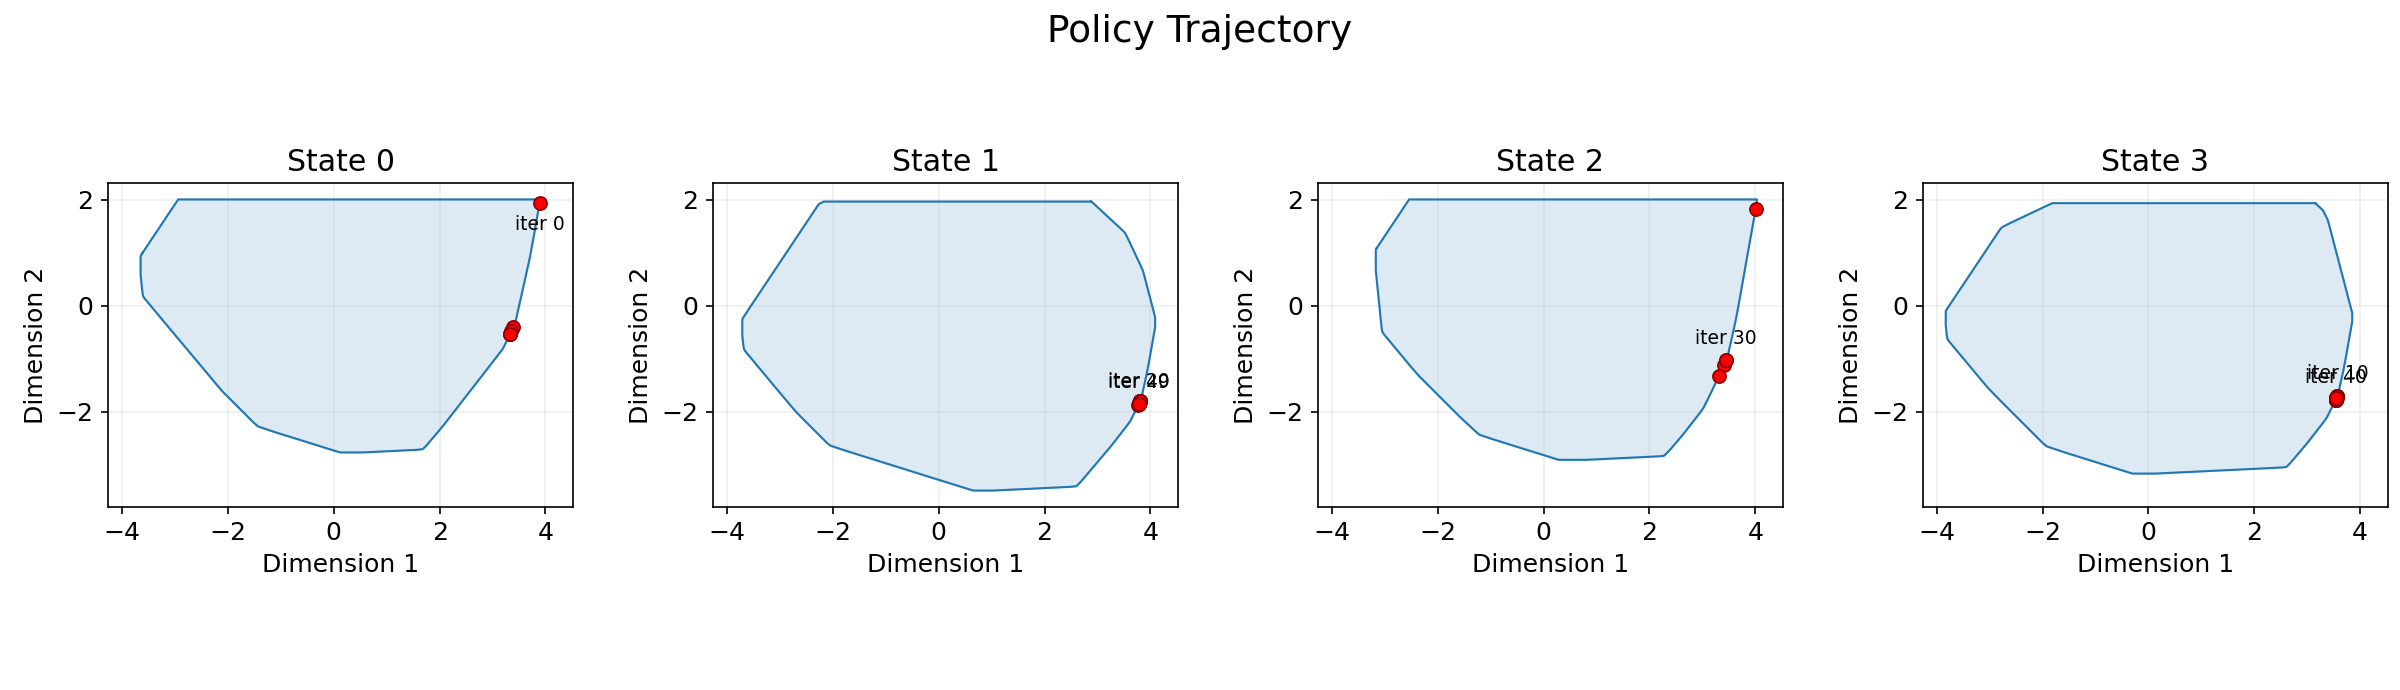 Policy Trajectory
State 0
State 1
State 2
State 3
Dimension 2
2
0
−2
iter 0
−4
−2
0
2
4
Dimension 1
Dimension 2
2
0
−2
iter
−4
−2
0
2
4
Dimension 1
Dimension 2
2
0
−2
iter 30
−4
−2
0
2
4
Dimension 1
Dimension 2
2
0
−2
iter 10
iter 40
−4
−2
0
2
4
Dimension 1